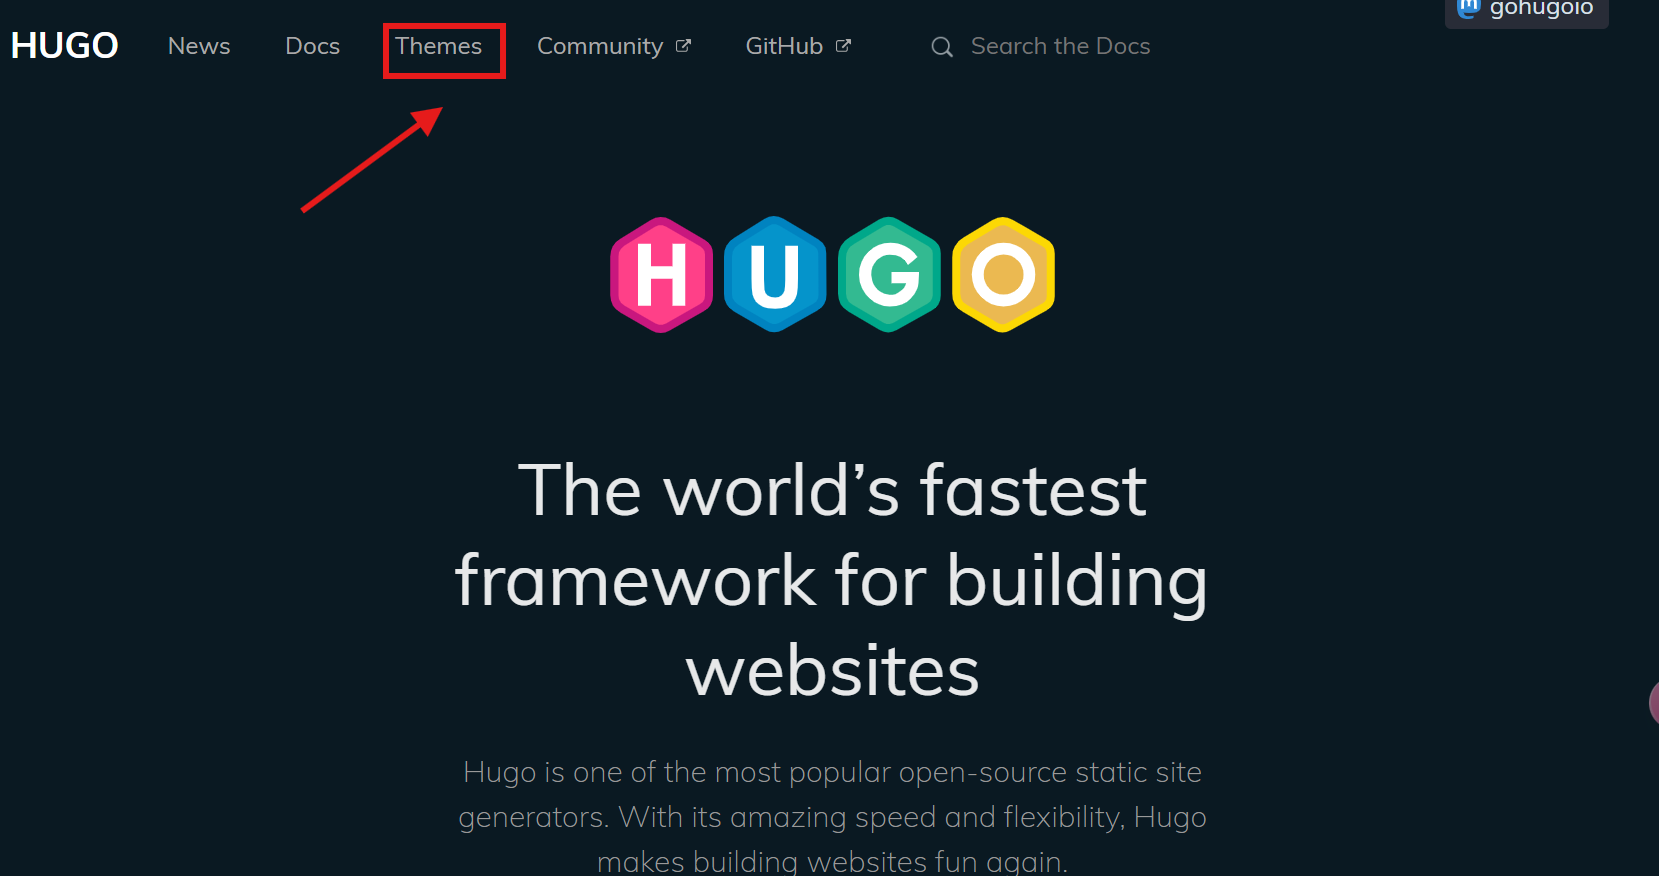 gohugoio
HUGO News Docs Themes Community GitHub Search the Docs
HUGO
The world’s fastest
framework for building
websites
Hugo is one of the most popular open-source static site
generators. With its amazing speed and flexibility, Hugo
makes building websites fun again.